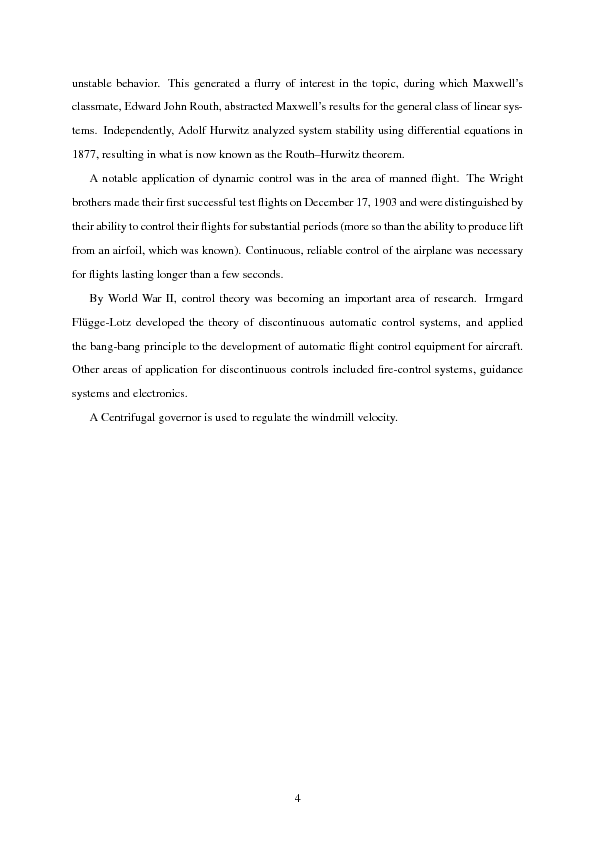 unstable behavior. This generated a flurry of interest in the topic, during which Maxwell's
classmate, Edward John Routh, abstracted Maxwell's results for the general class of linear sys-
tems. Independently, Adolf Hurwitz analyzed system stability using differential equations in
1877, resulting in what is now known as the Routh–Hurwitz theorem.
A notable application of dynamic control was in the area of manned flight. The Wright
brothers made their first successful test flights on December 17, 1903 and were distinguished by
their ability to control their flights for substantial periods (more so than the ability to produce lift
from an airfoil, which was known). Continuous, reliable control of the airplane was necessary
for flights lasting longer than a few seconds.
By World War II, control theory was becoming an important area of research. Irmgard
Flügge-Lotz developed the theory of discontinuous automatic control systems, and applied
the bang-bang principle to the development of automatic flight control equipment for aircraft.
Other areas of application for discontinuous controls included fire-control systems, guidance
systems and electronics.
A Centrifugal governor is used to regulate the windmill velocity.
4